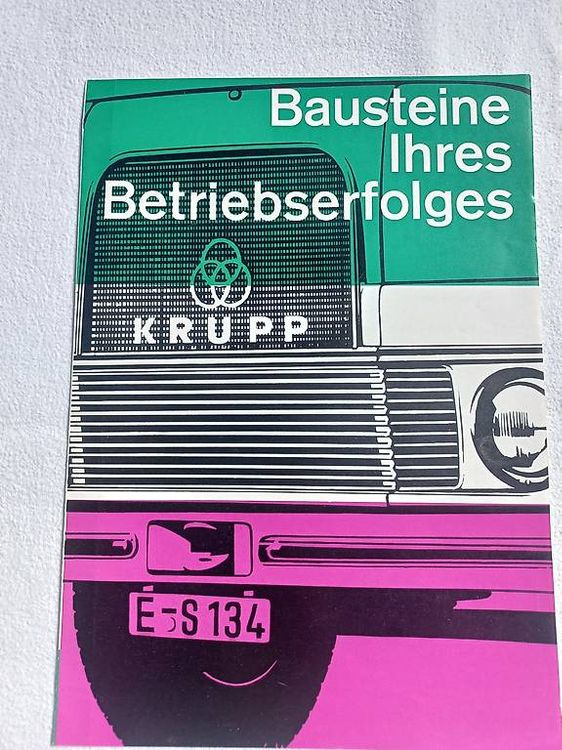 Bausteine
Ihres
Betriebserfolges
KRUPP
E-S 134